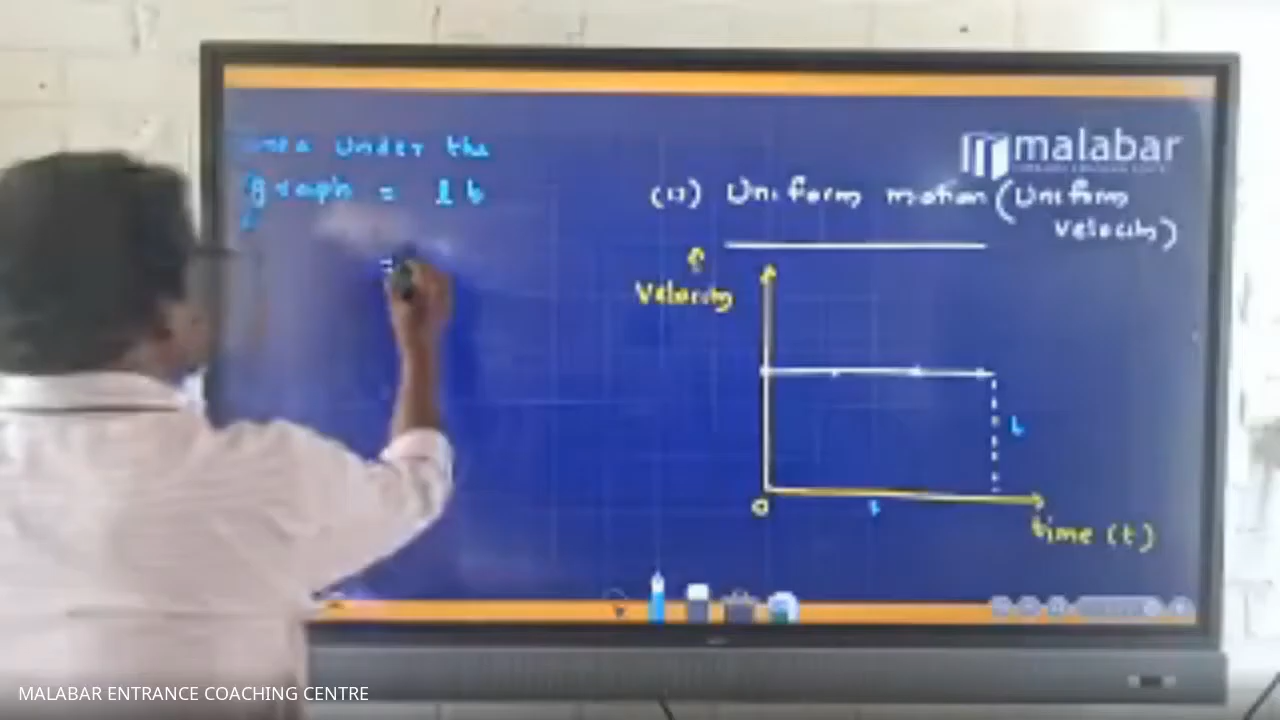 area under the
graph = l b
=
malabar
(ii) Uniform motion (Uniform
velocity)
velocity
b
0
l
time (t)
MALABAR ENTRANCE COACHING CENTRE